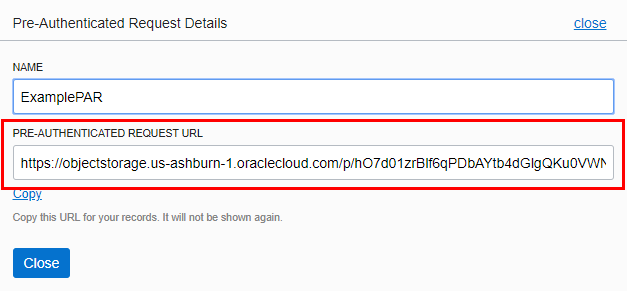 Pre-Authenticated Request Details close
NAME
ExamplePAR
PRE-AUTHENTICATED REQUEST URL
https://objectstorage.us-ashburn-1.oraclecloud.com/p/hO7d01zrBlf6qPDbAYtb4dGlgQKu0VWN
Copy
Copy this URL for your records. It will not be shown again.
Close